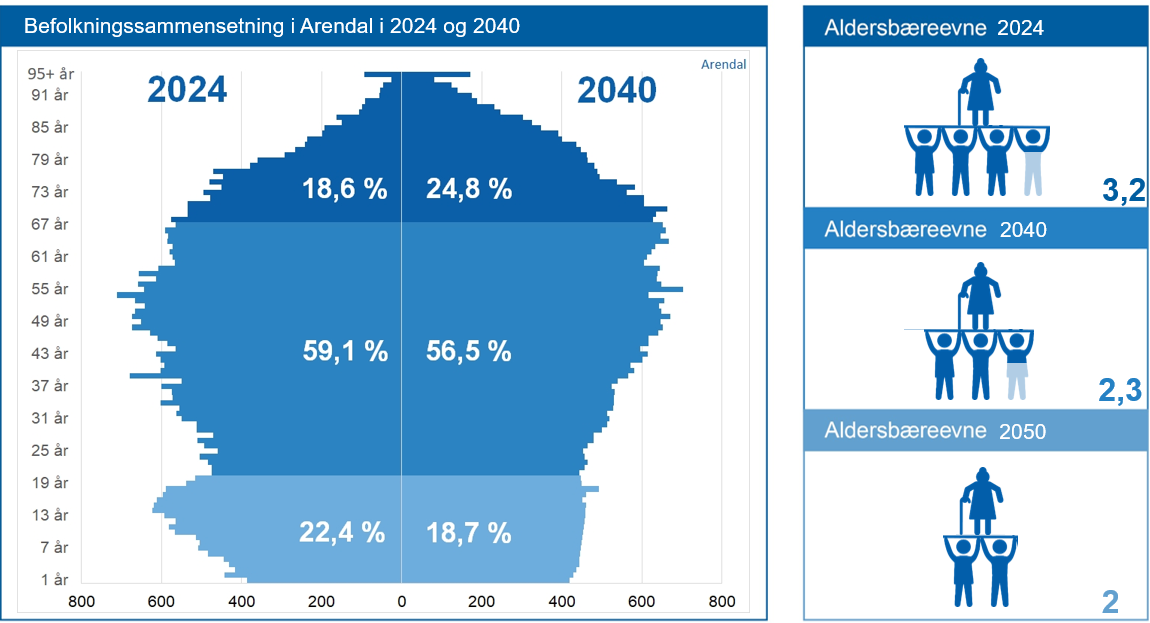 Befolkningssammensetning i Arendal i 2024 og 2040
Arendal
2024
2040
95+ år
91 år
85 år
79 år
73 år
67 år
61 år
55 år
49 år
43 år
37 år
31 år
25 år
19 år
13 år
7 år
1 år
18,6 %
24,8 %
59,1 %
56,5 %
22,4 %
18,7 %
800
600
400
200
0
200
400
600
800
Aldersbæreevne 2024
3,2
Aldersbæreevne 2040
2,3
Aldersbæreevne 2050
2